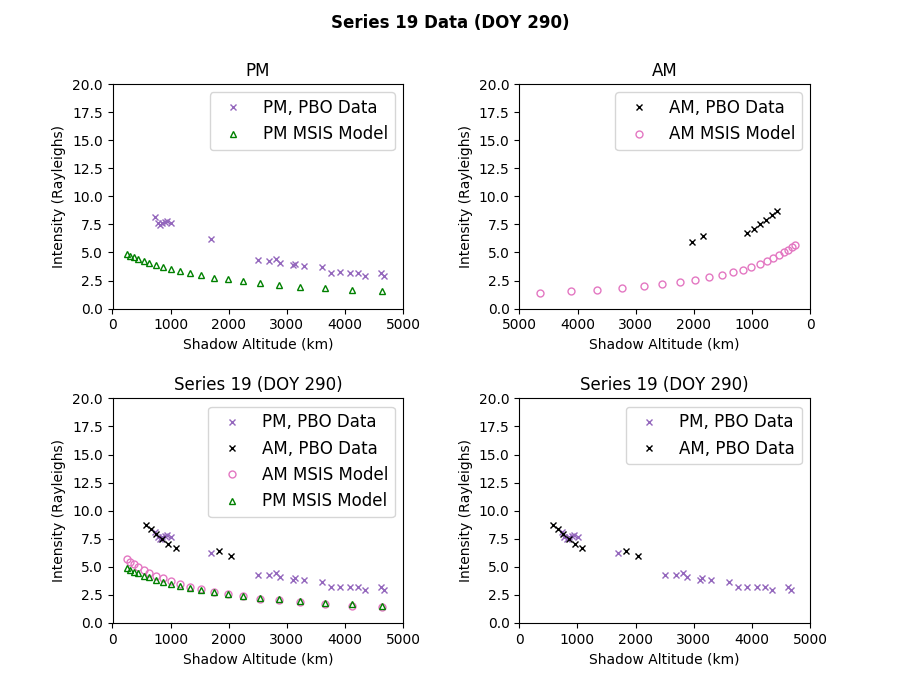 Series 19 Data (DOY 290)
PM
20.0
17.5
15.0
12.5
10.0
7.5
5.0
2.5
0.0
Intensity (Rayleighs)
PM, PBO Data
PM MSIS Model
0 1000 2000 3000 4000 5000
Shadow Altitude (km)
AM
20.0
17.5
15.0
12.5
10.0
7.5
5.0
2.5
0.0
Intensity (Rayleighs)
AM, PBO Data
AM MSIS Model
5000 4000 3000 2000 1000 0
Shadow Altitude (km)
Series 19 (DOY 290)
20.0
17.5
15.0
12.5
10.0
7.5
5.0
2.5
0.0
Intensity (Rayleighs)
PM, PBO Data
AM, PBO Data
AM MSIS Model
PM MSIS Model
0 1000 2000 3000 4000 5000
Shadow Altitude (km)
Series 19 (DOY 290)
20.0
17.5
15.0
12.5
10.0
7.5
5.0
2.5
0.0
Intensity (Rayleighs)
PM, PBO Data
AM, PBO Data
0 1000 2000 3000 4000 5000
Shadow Altitude (km)